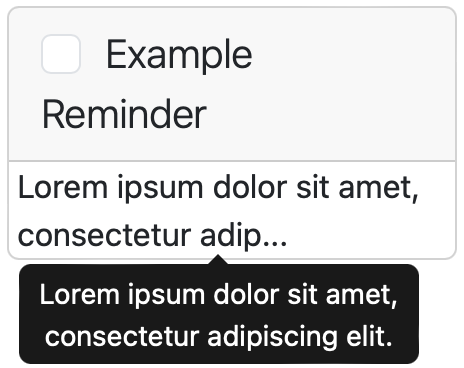 Example
Reminder
Lorem ipsum dolor sit amet,
consectetur adip...
Lorem ipsum dolor sit amet,
consectetur adipiscing elit.